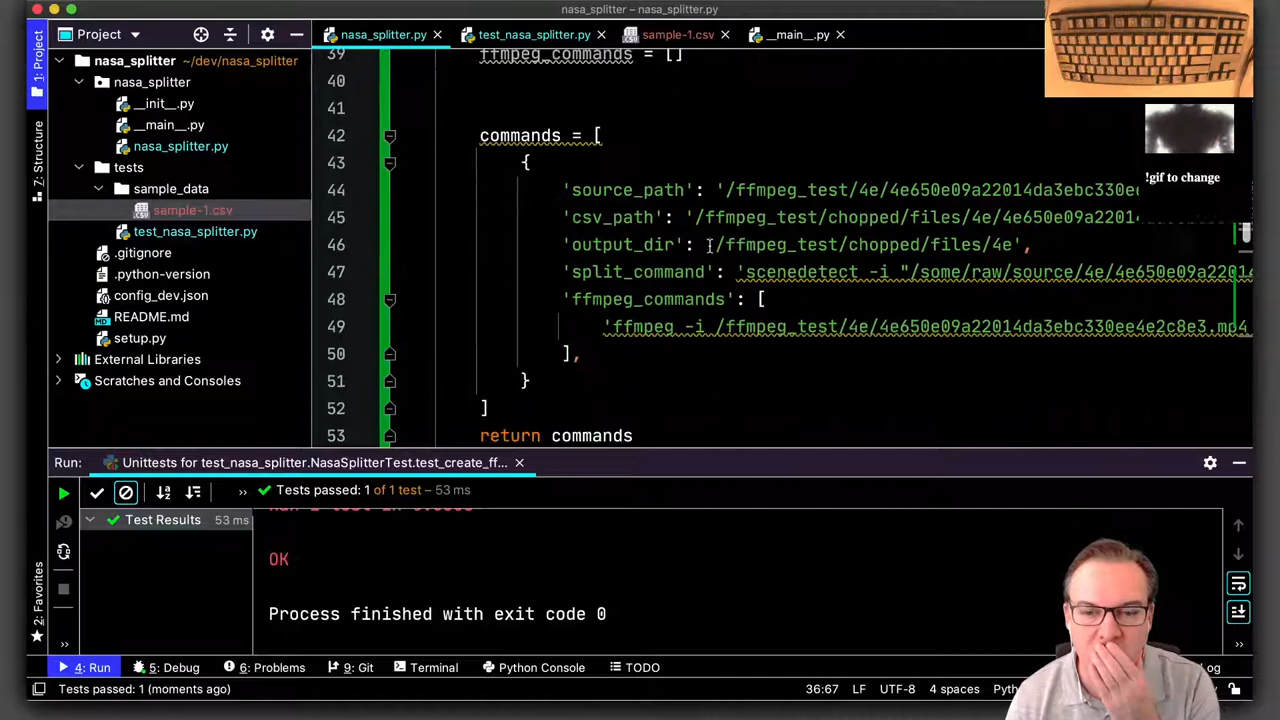 nasa_splitter – nasa_splitter.py
1: Project
7: Structure
2: Favorites
Project
nasa_splitter ~/dev/nasa_splitter
nasa_splitter
__init__.py
__main__.py
nasa_splitter.py
tests
sample_data
sample-1.csv
test_nasa_splitter.py
.gitignore
.python-version
config_dev.json
README.md
setup.py
External Libraries
Scratches and Consoles
nasa_splitter.py
test_nasa_splitter.py
sample-1.csv
__main__.py
39 ffmpeg_commands = []
40
41
42 commands = [
43 {
44 'source_path': '/ffmpeg_test/4e/4e650e09a22014da3ebc330ee
45 'csv_path': '/ffmpeg_test/chopped/files/4e/4e650e09a22014
46 'output_dir': '/ffmpeg_test/chopped/files/4e',
47 'split_command': 'scenedetect -i "/some/raw/source/4e/4e650e09a22014
48 'ffmpeg_commands': [
49 'ffmpeg -i /ffmpeg_test/4e/4e650e09a22014da3ebc330ee4e2c8e3.mp4
50 ],
51 }
52 ]
53 return commands
!gif to change
Run: Unittests for test_nasa_splitter.NasaSplitterTest.test_create_ff...
Tests passed: 1 of 1 test – 53 ms
Test Results 53 ms
OK
Process finished with exit code 0
4: Run
5: Debug
6: Problems
9: Git
Terminal
Python Console
TODO
Tests passed: 1 (moments ago)
36:67 LF UTF-8 4 spaces